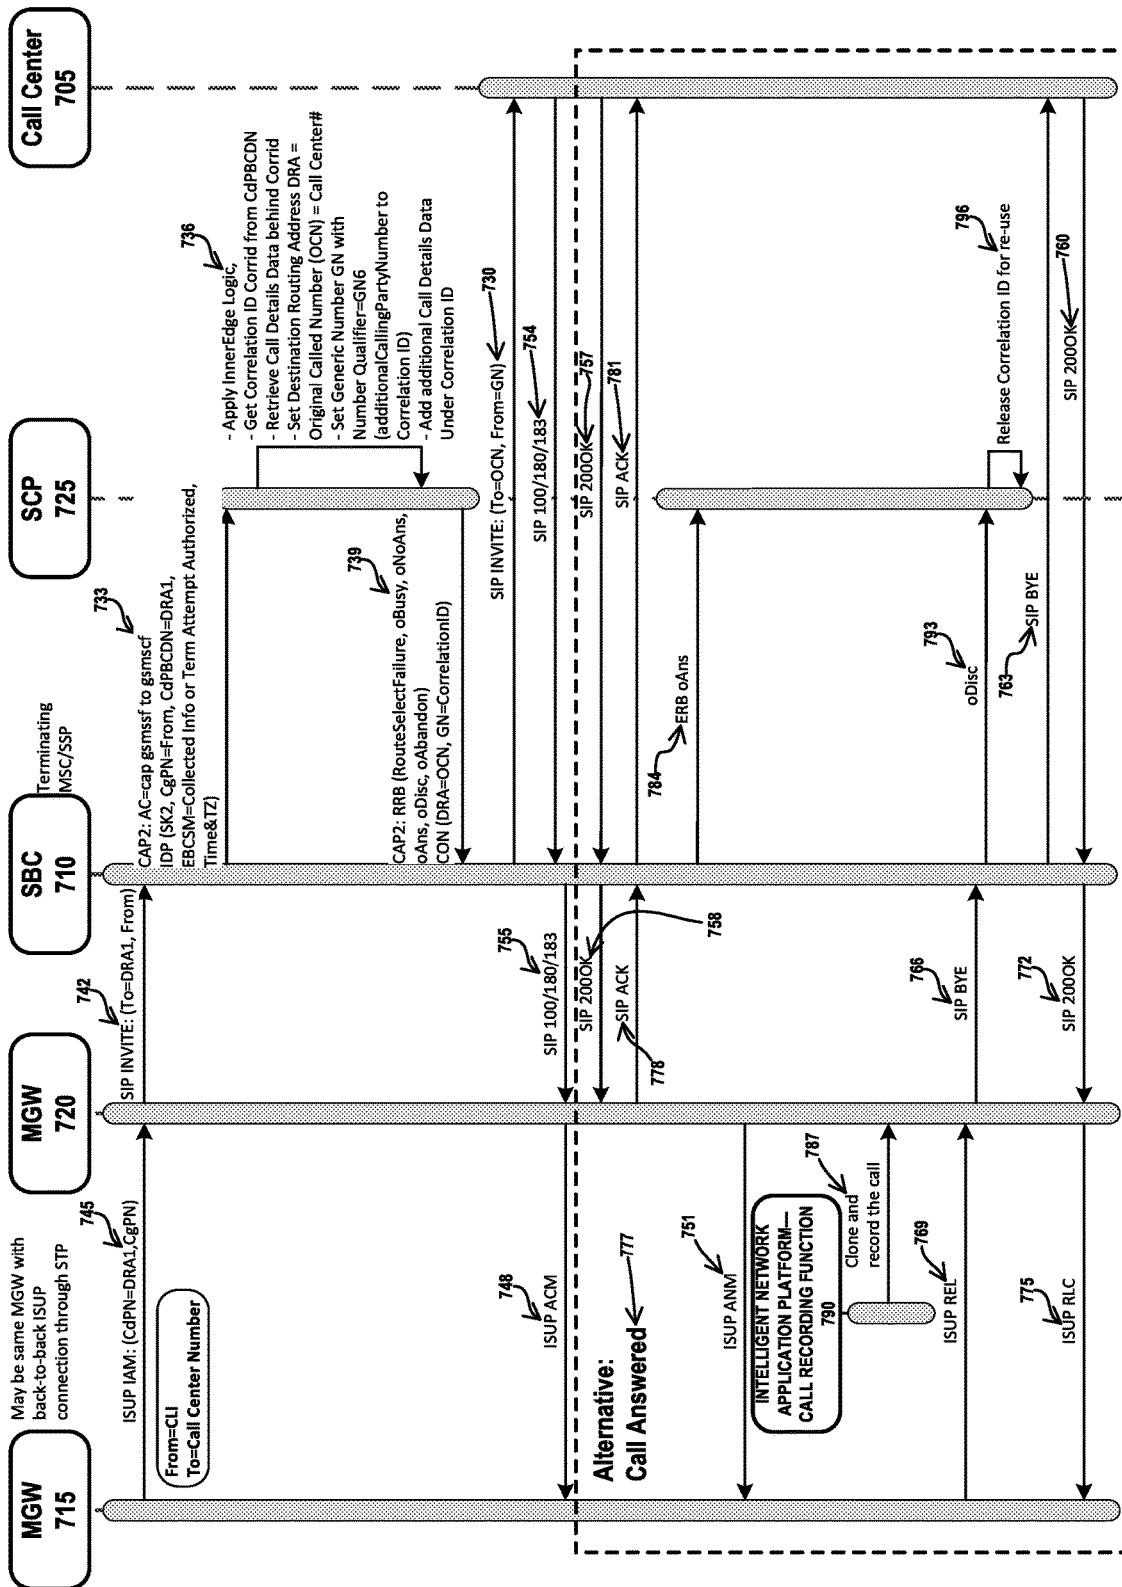 MGW
715
May be same MGW with
back-to-back ISUP
connection through STP
MGW
720
SBC
710
Terminating
MSC/SSP
SCP
725
Call Center
705
745
ISUP IAM: (CdPN=DRA1,CgPN)
From=CLI
To=Call Center Number
742
SIP INVITE: (To=DRA1, From)
733
CAP2: AC=cap gsmssf to gsmscf
IDP (SK2, CgPN=From, CdPBCDN=DRA1,
EBCSM=Collected Info or Term Attempt Authorized,
Time&TZ)
736
- Apply InnerEdge Logic,
- Get Correlation ID Corrid from CdPBCDN
- Retrieve Call Details Data behind Corrid
- Set Destination Routing Address DRA =
Original Called Number (OCN) = Call Center#
- Set Generic Number GN with
Number Qualifier=GN6
(additionalCallingPartyNumber to
Correlation ID)
- Add additional Call Details Data
Under Correlation ID
739
CAP2: RRB (RouteSelectFailure, oBusy, oNoAns,
oAns, oDisc, oAbandon)
CON (DRA=OCN, GN=CorrelationID)
SIP INVITE: (To=OCN, From=GN)
730
SIP 100/180/183
754
748
ISUP ACM
755
SIP 100/180/183
SIP 200OK
757
SIP 200OK
758
Alternative:
Call Answered
777
SIP ACK
778
SIP ACK
781
784
ERB oAns
751
ISUP ANM
INTELLIGENT NETWORK
APPLICATION PLATFORM—
CALL RECORDING FUNCTION
790
787
Clone and
record the call
769
ISUP REL
766
SIP BYE
793
oDisc
796
Release Correlation ID for re-use
763
SIP BYE
SIP 200OK
760
772
SIP 200OK
775
ISUP RLC